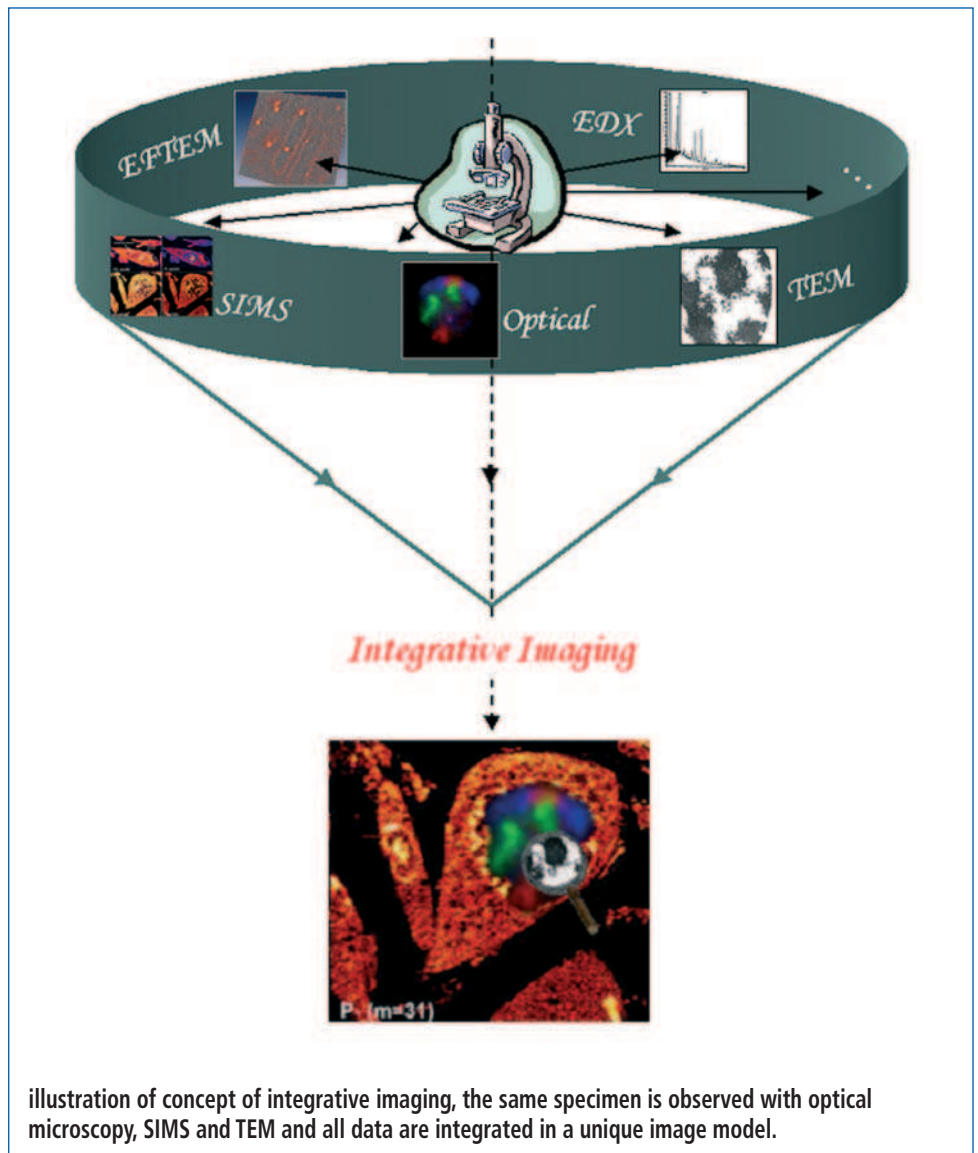 EFTEM
EDX
...
SIMS
Optical
TEM
Integrative Imaging
P (m=31)
illustration of concept of integrative imaging, the same specimen is observed with optical
microscopy, SIMS and TEM and all data are integrated in a unique image model.